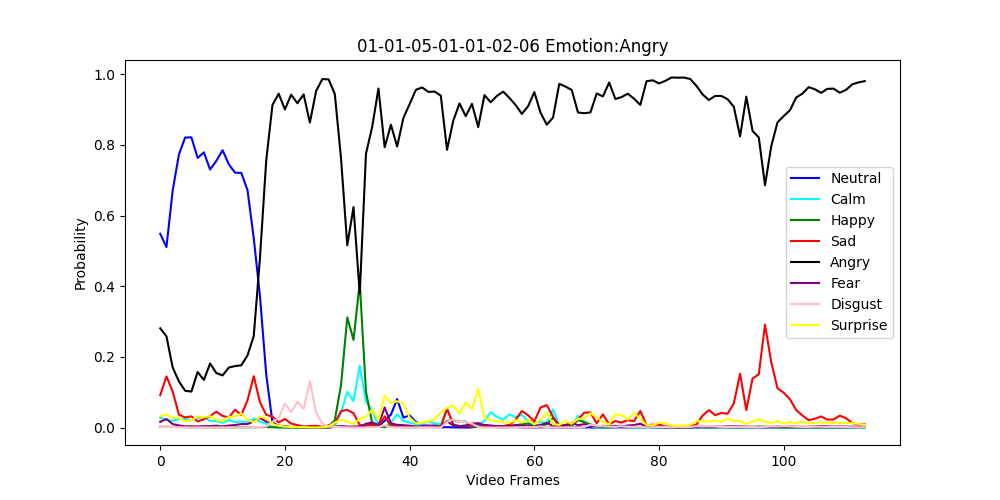 01-01-05-01-01-02-06 Emotion:Angry
Probability
1.0
0.8
0.6
0.4
0.2
0.0
0 20 40 60 80 100
Video Frames
Neutral
Calm
Happy
Sad
Angry
Fear
Disgust
Surprise